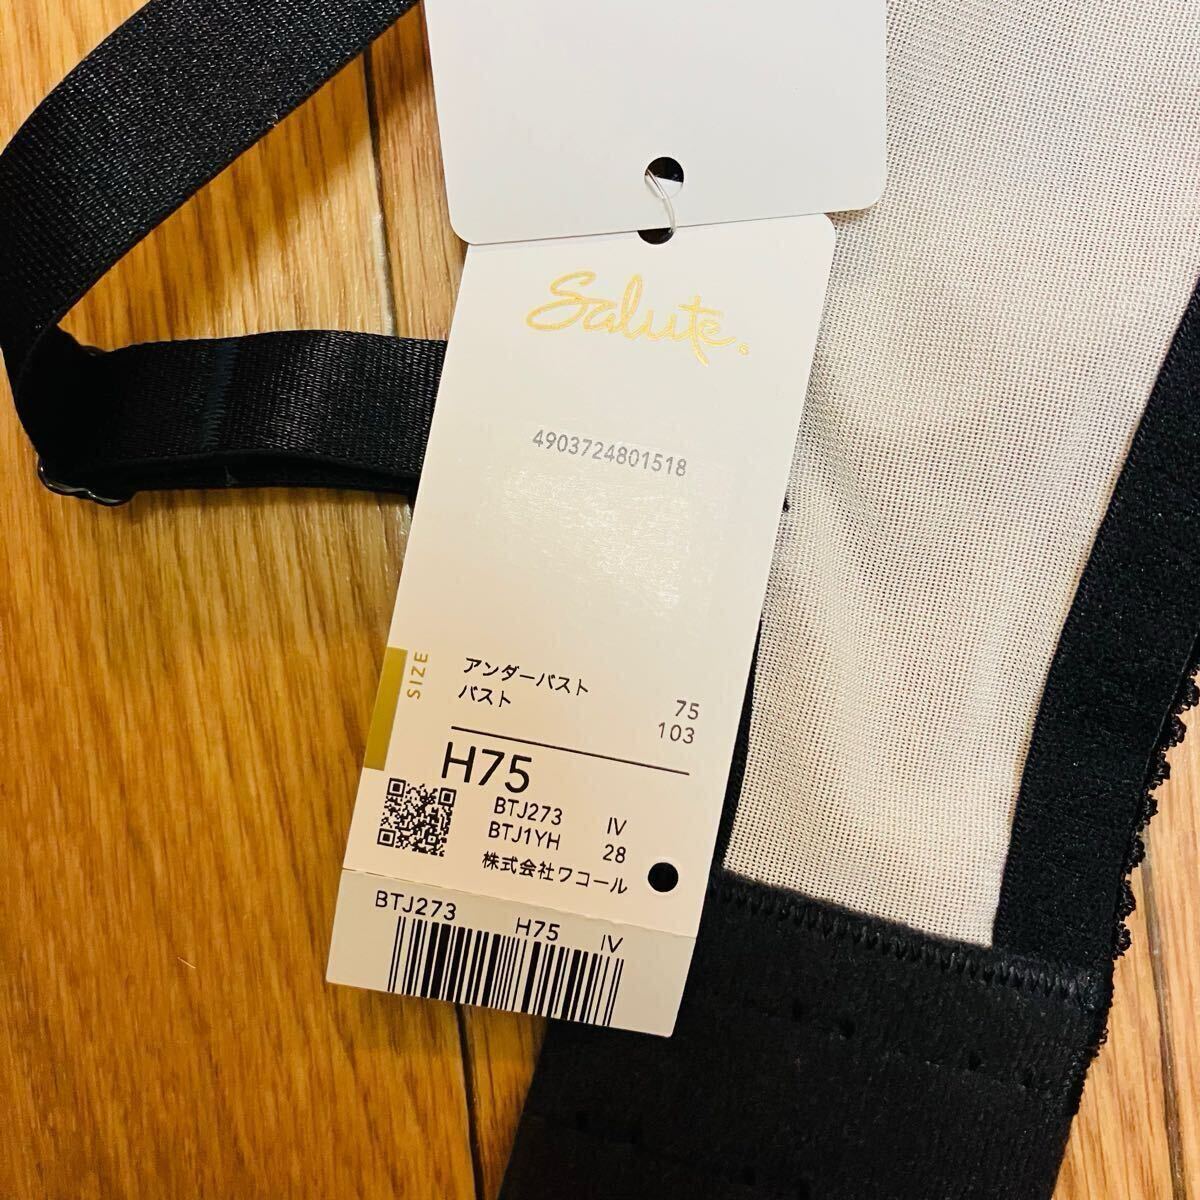 Salute
4903724801518
SIZE
アンダーバスト 75
バスト 103
H75
BTJ273 IV
BTJ1YH 28
株式会社ワコール
BTJ273 H75 IV